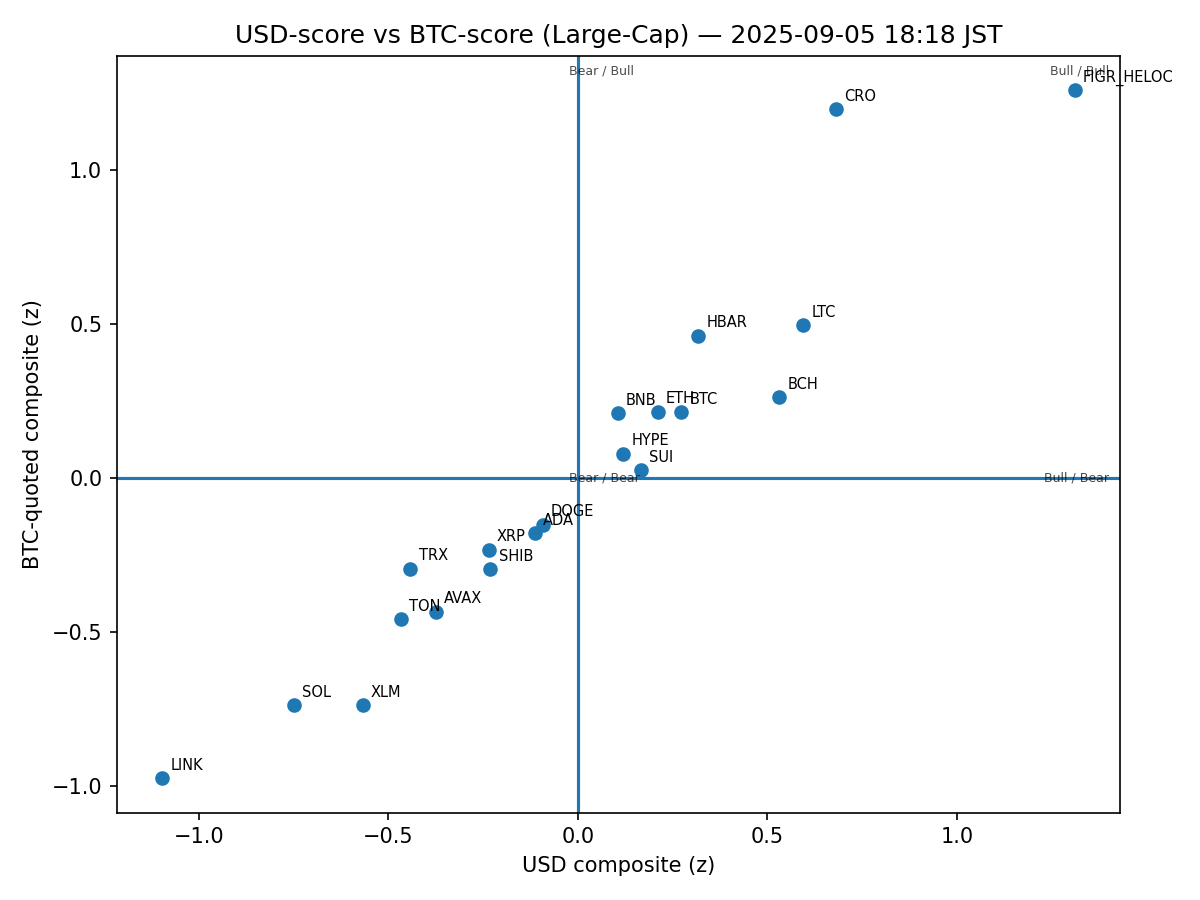 USD-score vs BTC-score (Large-Cap) — 2025-09-05 18:18 JST
Bear / Bull
Bull / Bull
FIGR_HELOC
CRO
1.0
LTC
HBAR
0.5
BCH
BNB
ETH
BTC
HYPE
SUI
0.0
Bear / Bear
Bull / Bear
DOGE
ADA
XRP
TRX
SHIB
AVAX
TON
−0.5
SOL
XLM
LINK
−1.0
−1.0
−0.5
0.0
0.5
1.0
USD composite (z)
BTC-quoted composite (z)